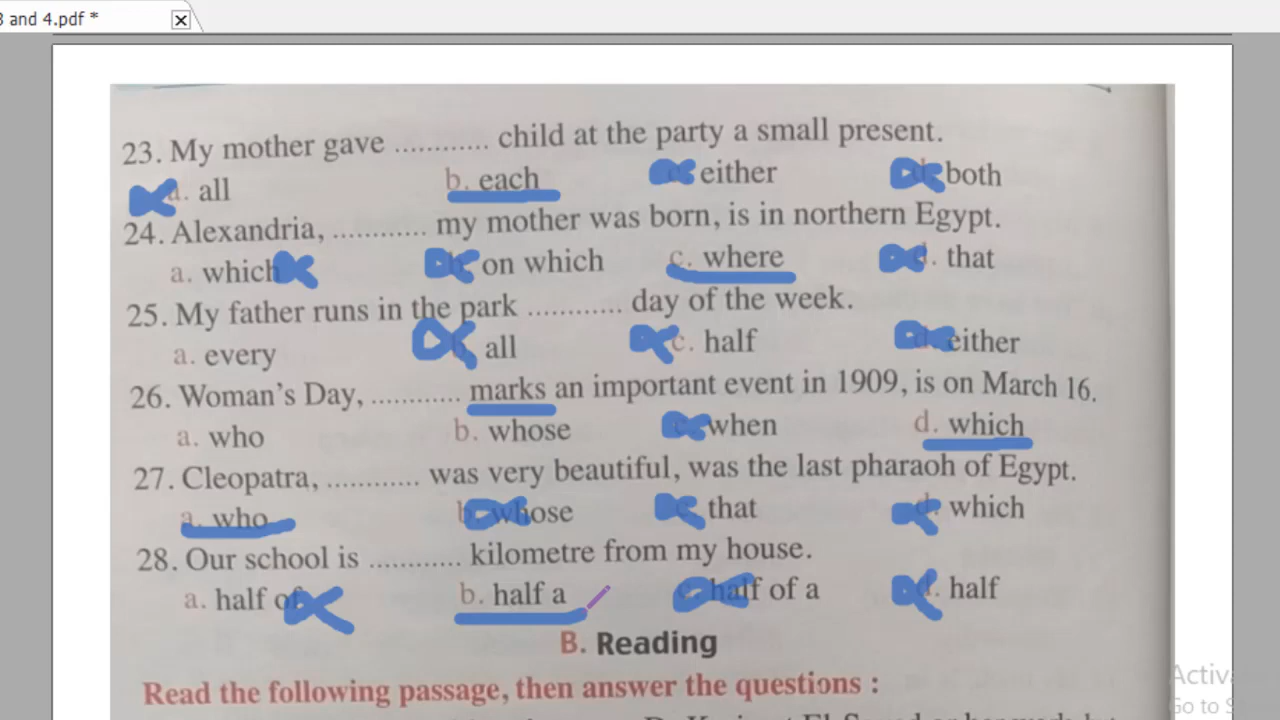 3 and 4.pdf *
23. My mother gave ............ child at the party a small present.
a. all b. each either d. both
24. Alexandria, ............ my mother was born, is in northern Egypt.
a. which on which c. where d. that
25. My father runs in the park ............ day of the week.
a. every all c. half d. either
26. Woman's Day, ............ marks an important event in 1909, is on March 16.
a. who b. whose when d. which
27. Cleopatra, ............ was very beautiful, was the last pharaoh of Egypt.
a. who b. whose c. that d. which
28. Our school is ............ kilometre from my house.
a. half of b. half a half of a d. half
B. Reading
Read the following passage, then answer the questions :